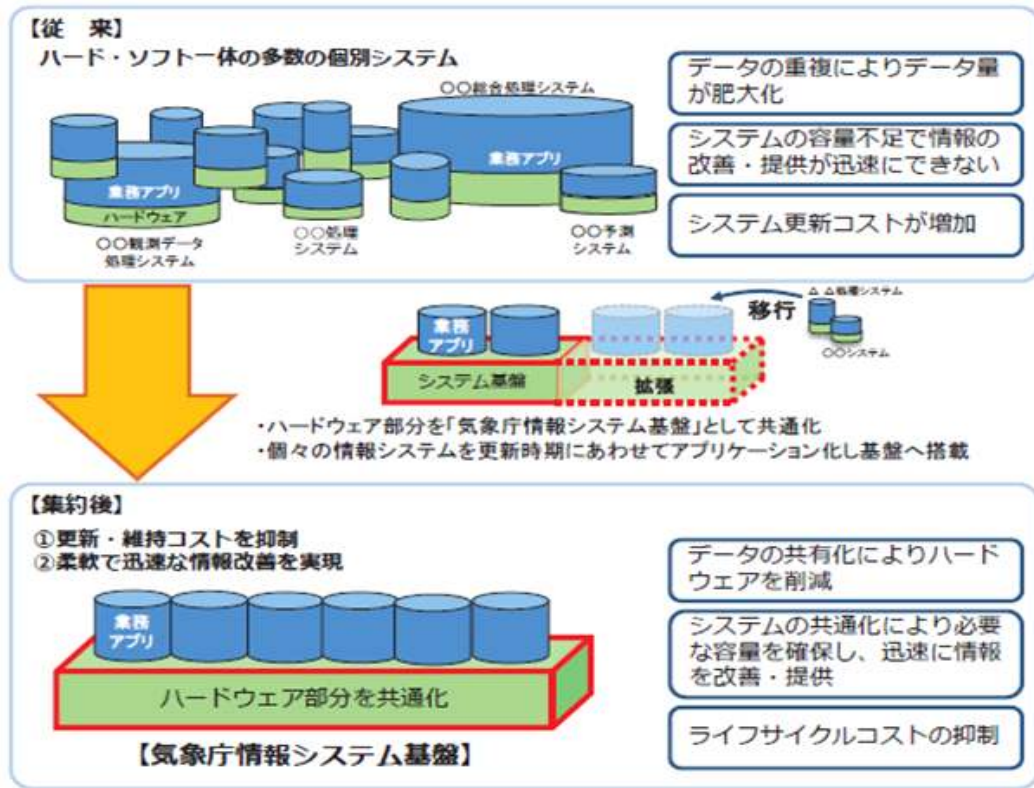 【従　来】
ハード・ソフト一体の多数の個別システム
〇〇総合処理システム
業務アプリ
業務アプリ
ハードウェア
〇〇観測データ
処理システム
〇〇処理
システム
〇〇予測
システム
データの重複によりデータ量
が肥大化
システムの容量不足で情報の
改善・提供が迅速にできない
システム更新コストが増加
業務
アプリ
システム基盤
拡張
移行
△△処理システム
〇〇システム
・ハードウェア部分を「気象庁情報システム基盤」として共通化
・個々の情報システムを更新時期にあわせてアプリケーション化し基盤へ搭載
【集約後】
①更新・維持コストを抑制
②柔軟で迅速な情報改善を実現
業務
アプリ
ハードウェア部分を共通化
【気象庁情報システム基盤】
データの共有化によりハード
ウェアを削減
システムの共通化により必要
な容量を確保し、迅速に情報
を改善・提供
ライフサイクルコストの抑制